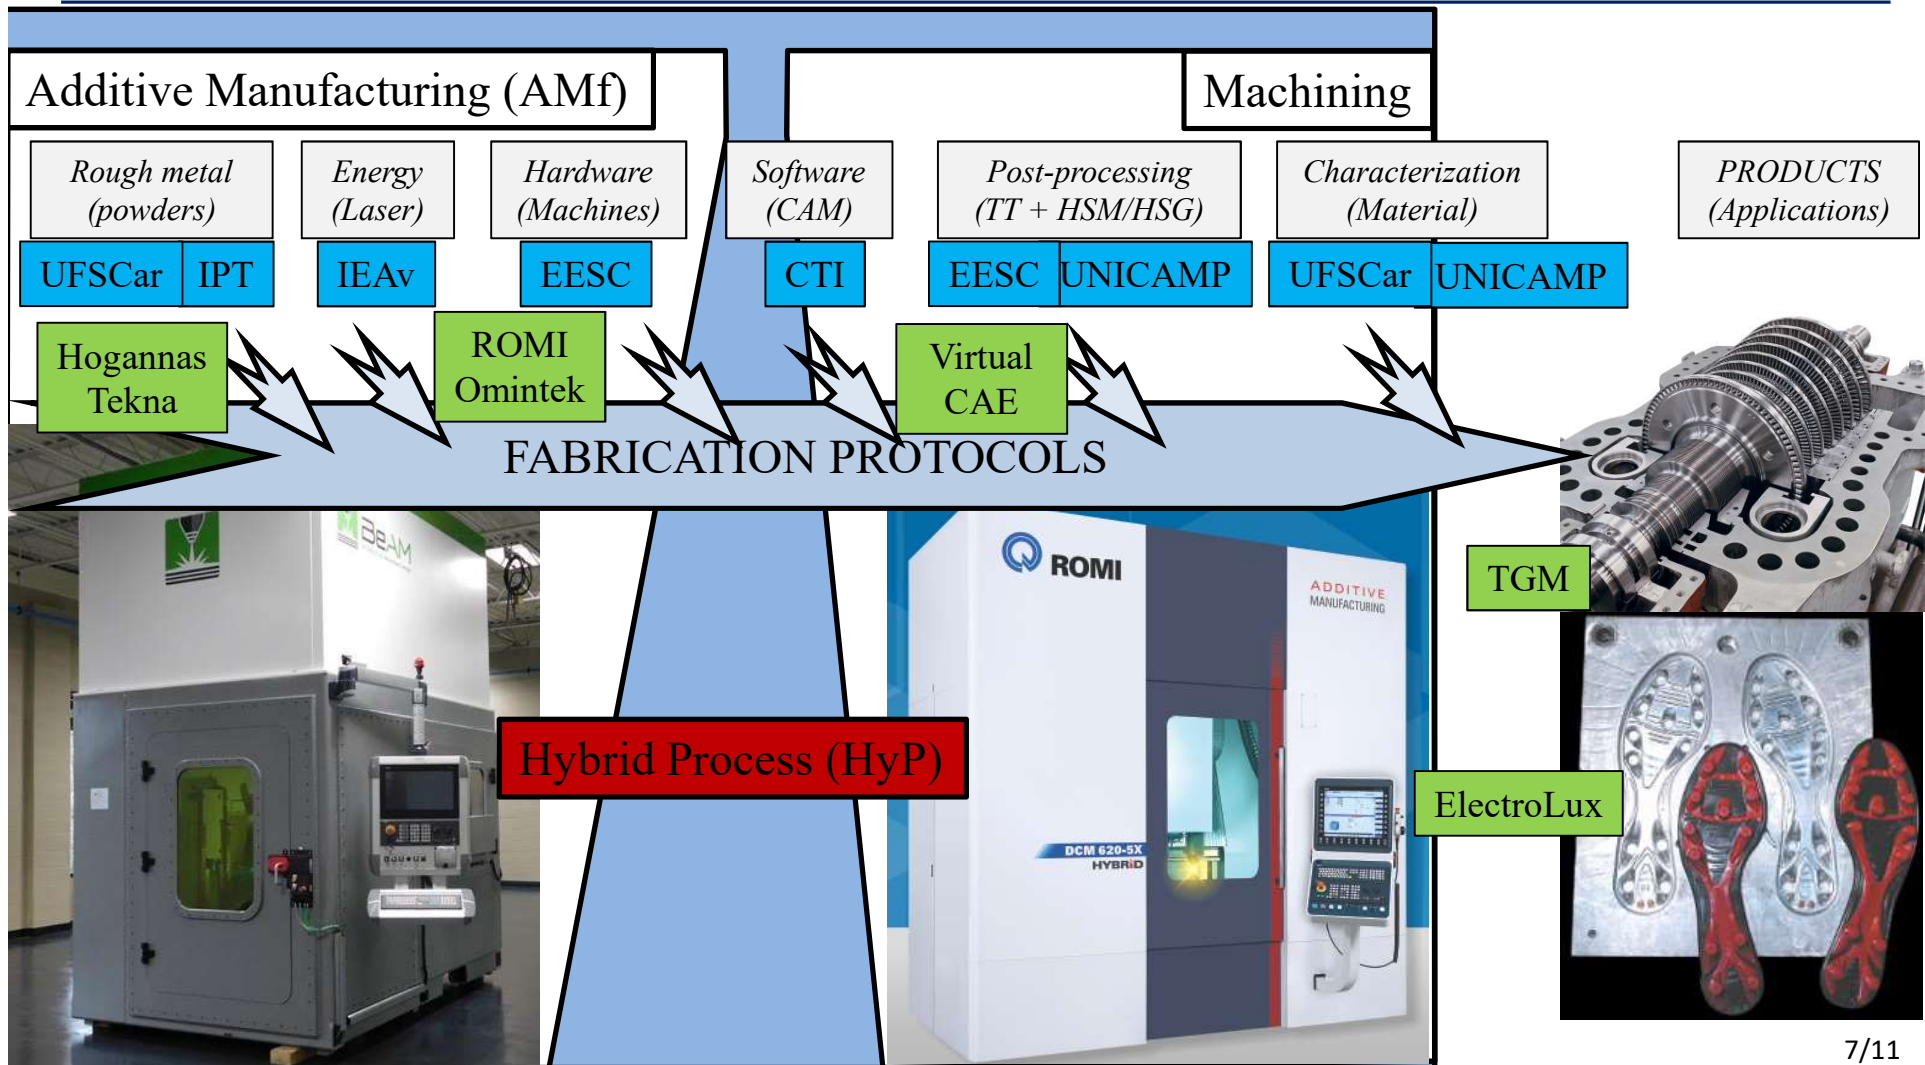 Additive Manufacturing (AMf)
Machining
Rough metal
(powders)
Energy
(Laser)
Hardware
(Machines)
Software
(CAM)
Post-processing
(TT + HSM/HSG)
Characterization
(Material)
PRODUCTS
(Applications)
UFSCar
IPT
IEAv
EESC
CTI
EESC
UNICAMP
UFSCar
UNICAMP
Hogannas
Tekna
ROMI
Omintek
Virtual
CAE
FABRICATION PROTOCOLS
BeAM
ROMI
ADDITIVE
MANUFACTURING
TGM
Hybrid Process (HyP)
ElectroLux
DCM 620-5X
HYBRID
7/11